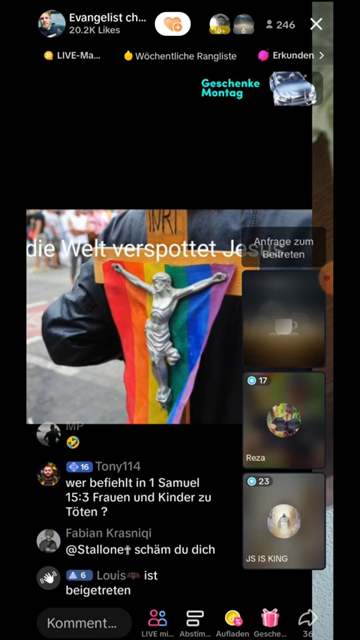 Evangelist ch...
20.2K Likes
246
LIVE-Ma...
Wöchentliche Rangliste
Erkunden
Geschenke
Montag
die Welt verspottet Jesus
Anfrage zum
Beitreten
17
Reza
23
JS IS KING
MP
16 Tony114
wer befiehlt in 1 Samuel
15:3 Frauen und Kinder zu
Töten ?
Fabian Krasniqi
@Stallone✝ schäm du dich
6 Louis ist
beigetreten
Komment...
LIVE mi...
Abstim...
Aufladen
Gesche...
36